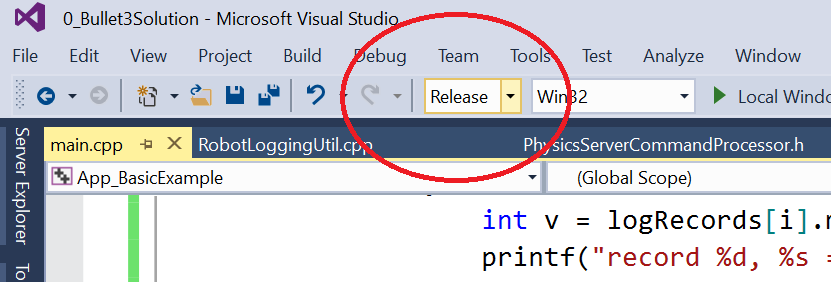 0_Bullet3Solution - Microsoft Visual Studio
File Edit View Project Build Debug Team Tools Test Analyze Window
Release Win32 Local Windo
main.cpp RobotLoggingUtil.cpp PhysicsServerCommandProcessor.h
App_BasicExample (Global Scope)
Server Explorer
To
int v = logRecords[i].
printf("record %d, %s =